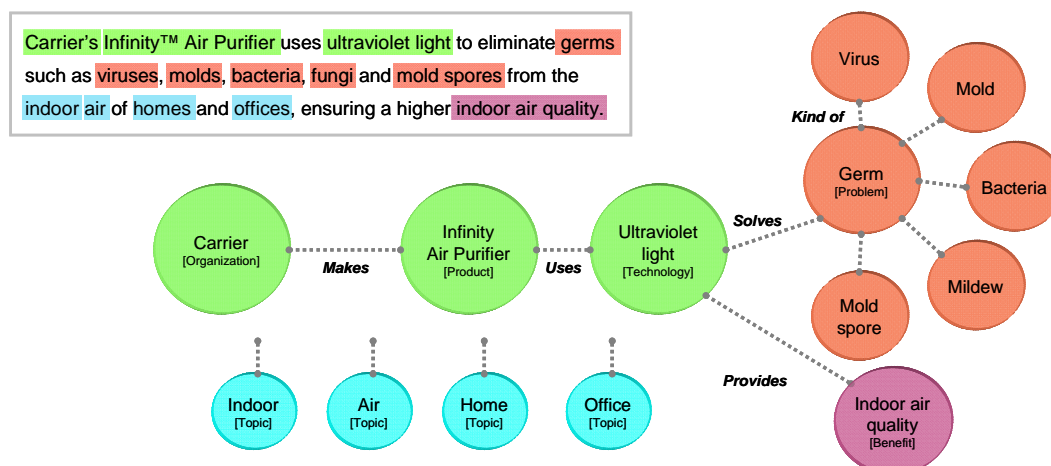 Carrier's Infinity™ Air Purifier uses ultraviolet light to eliminate germs
such as viruses, molds, bacteria, fungi and mold spores from the
indoor air of homes and offices, ensuring a higher indoor air quality.
Virus
Mold
Kind of
Germ
[Problem]
Bacteria
Carrier
[Organization]
Makes
Infinity
Air Purifier
[Product]
Uses
Ultraviolet
light
[Technology]
Solves
Mildew
Mold
spore
Provides
Indoor
[Topic]
Air
[Topic]
Home
[Topic]
Office
[Topic]
Indoor air
quality
[Benefit]